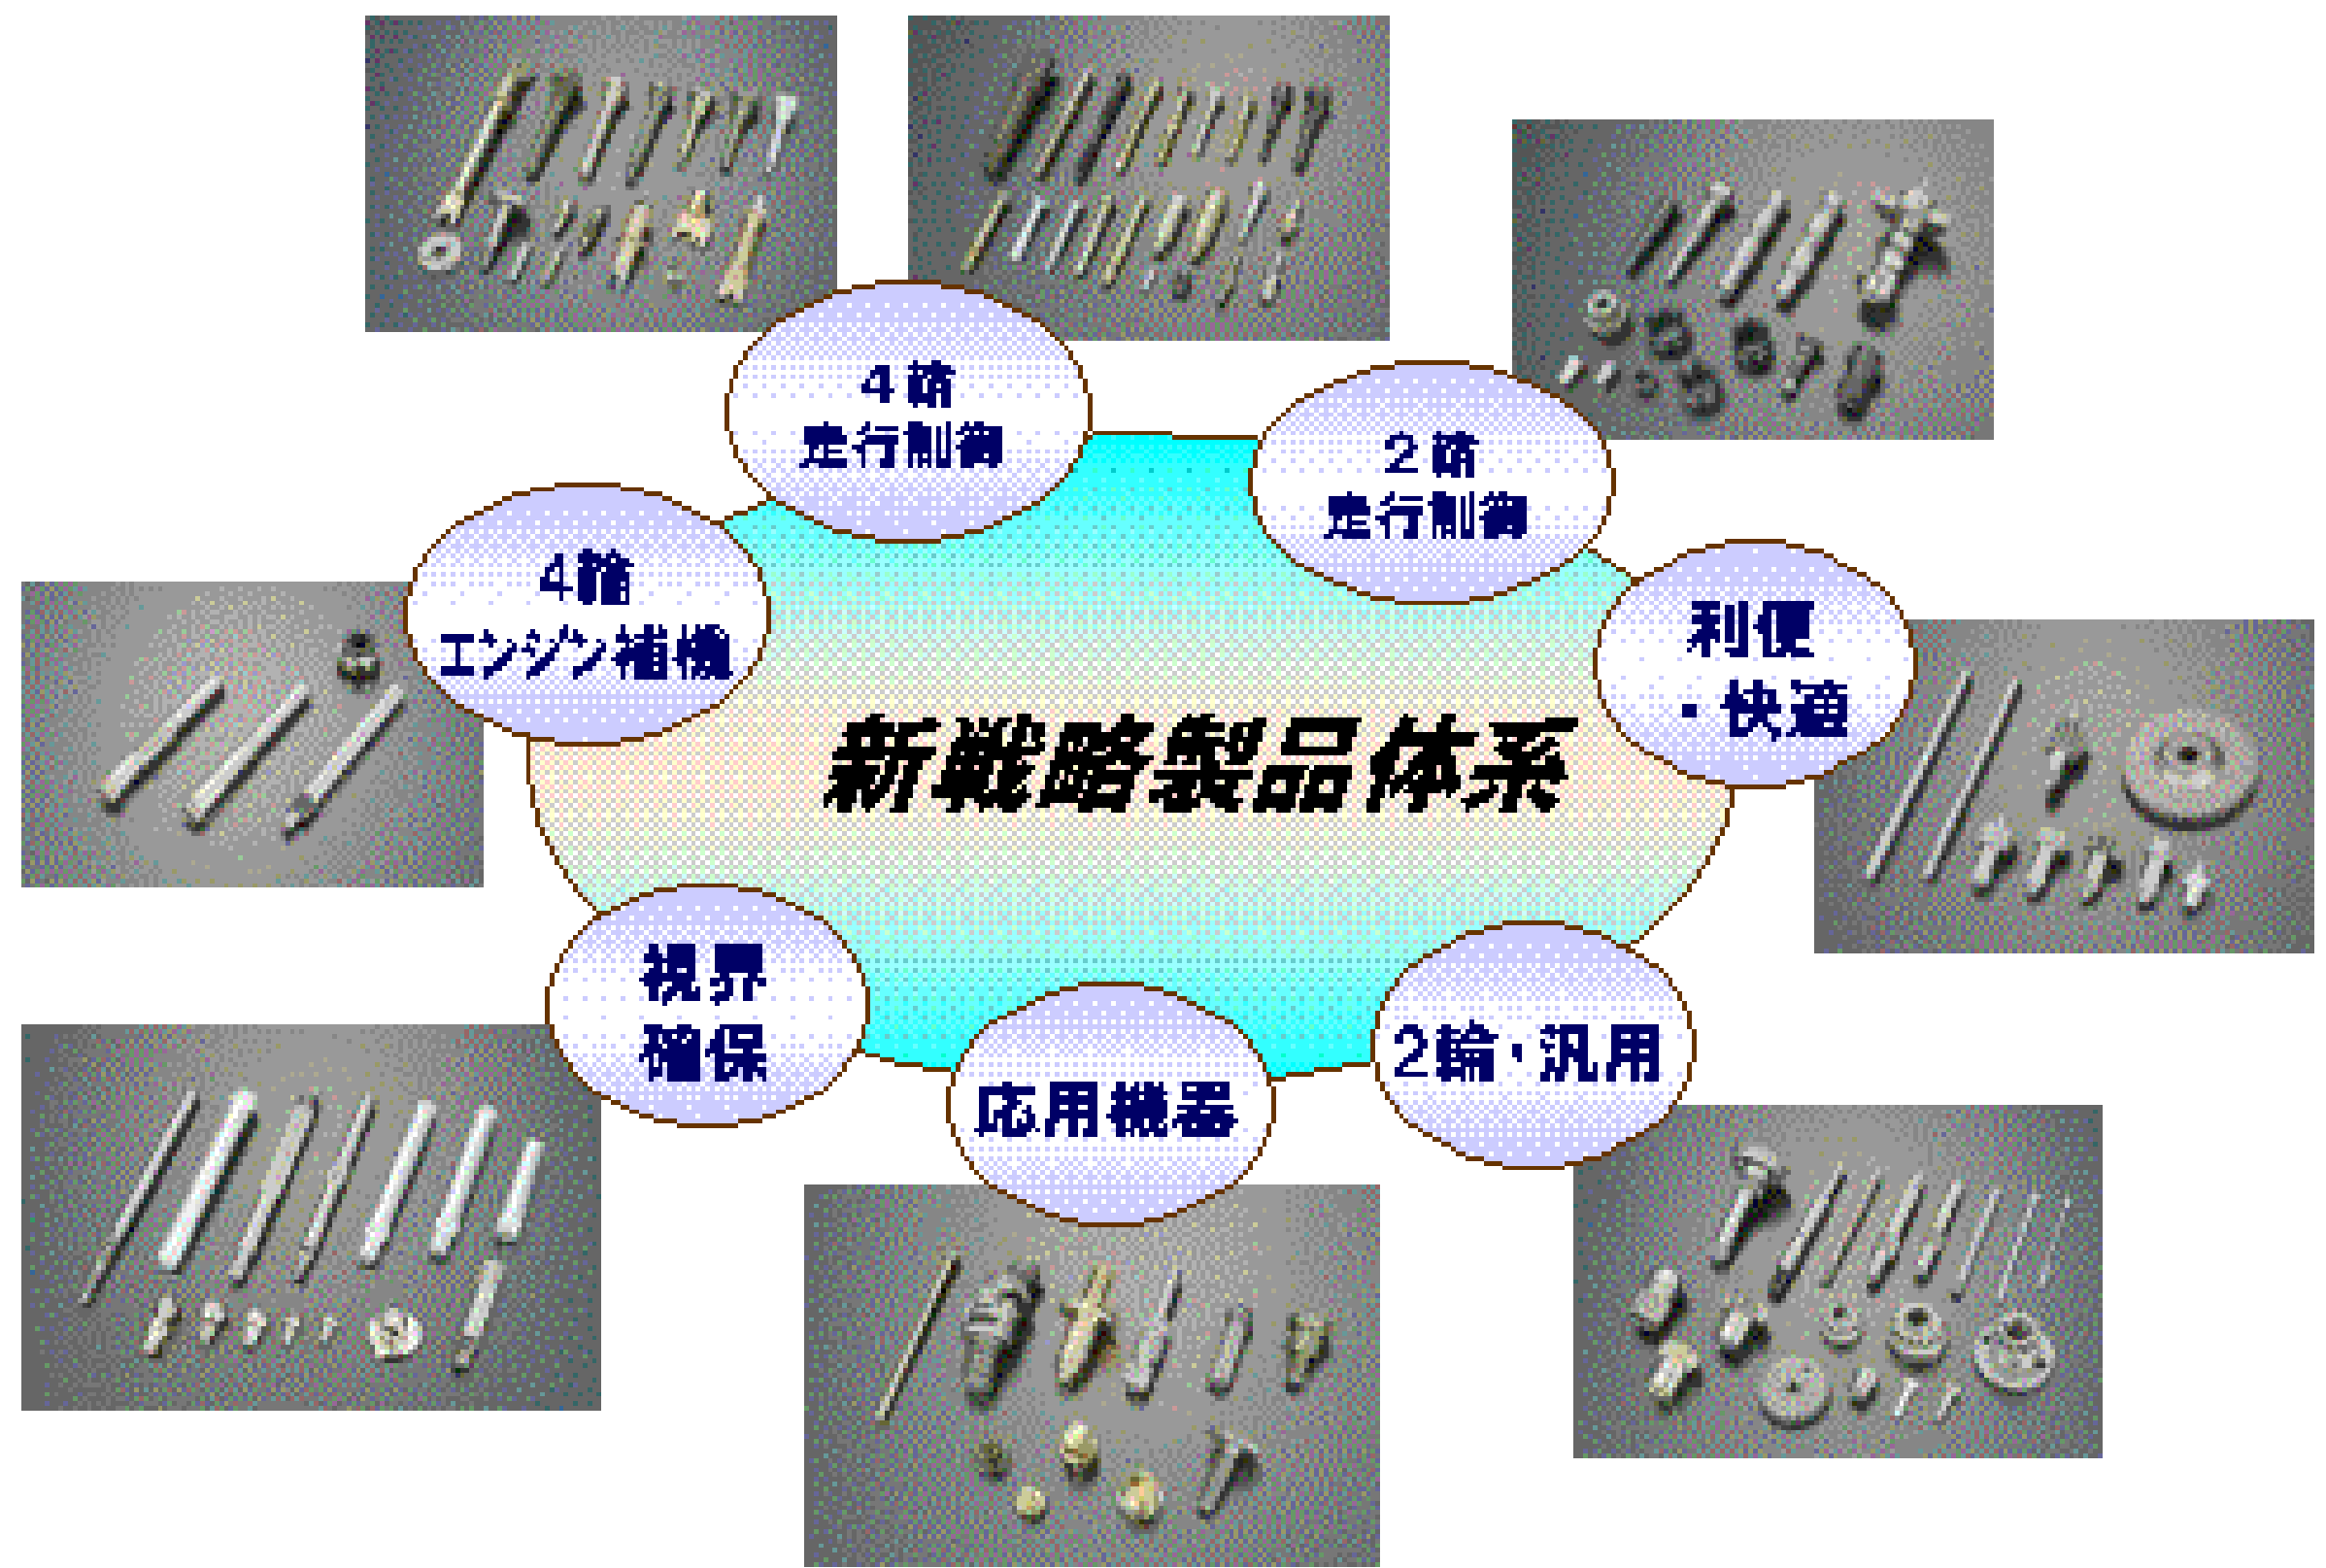 4輪
走行制御
2輪
走行制御
4輪
エンジン補機
利便
・快適
新戦略製品体系
視界
確保
2輪・汎用
応用機器